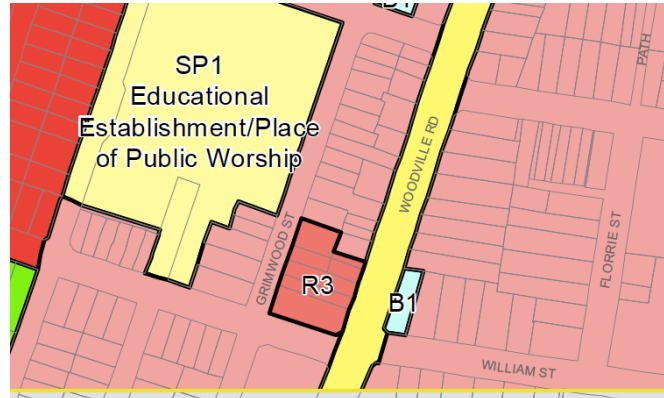 SP1
Educational
Establishment/Place
of Public Worship
PATH
WOODVILLE RD
GRIMWOOD ST
FLORRIE ST
R3
B1
WILLIAM ST